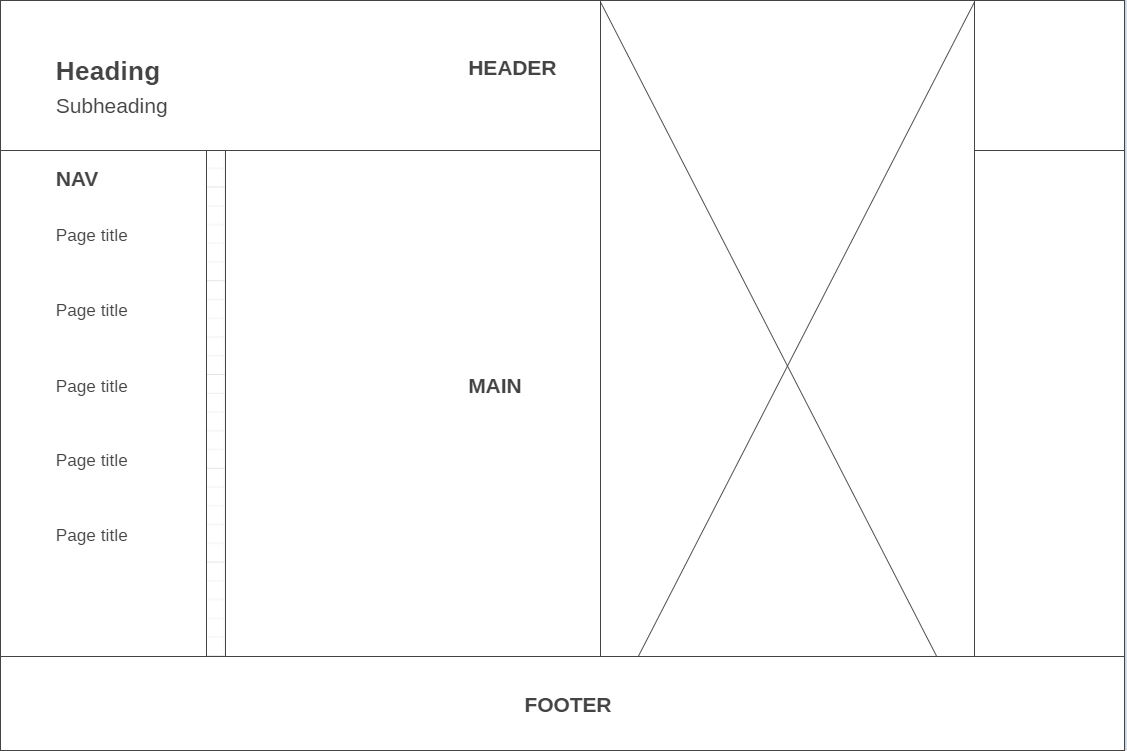 Heading
Subheading
HEADER
NAV
Page title
Page title
Page title
Page title
Page title
MAIN
FOOTER